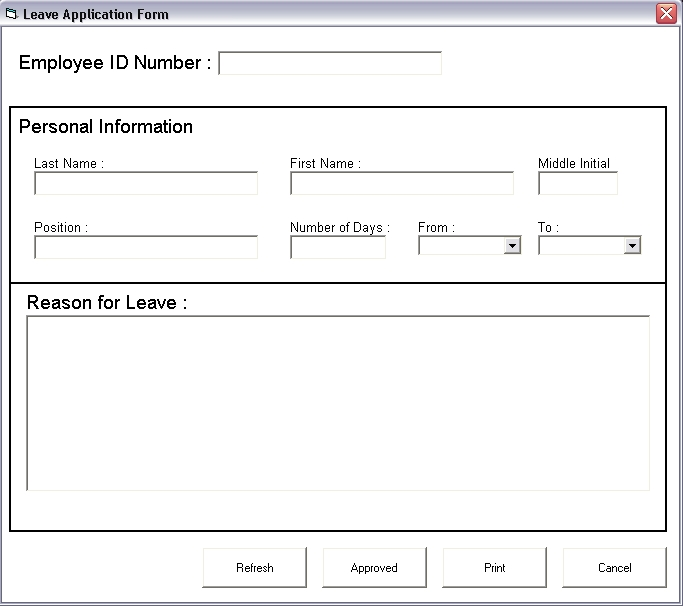 Leave Application Form
Employee ID Number :
Personal Information
Last Name :
First Name :
Middle Initial
Position :
Number of Days :
From :
To :
Reason for Leave :
Refresh
Approved
Print
Cancel